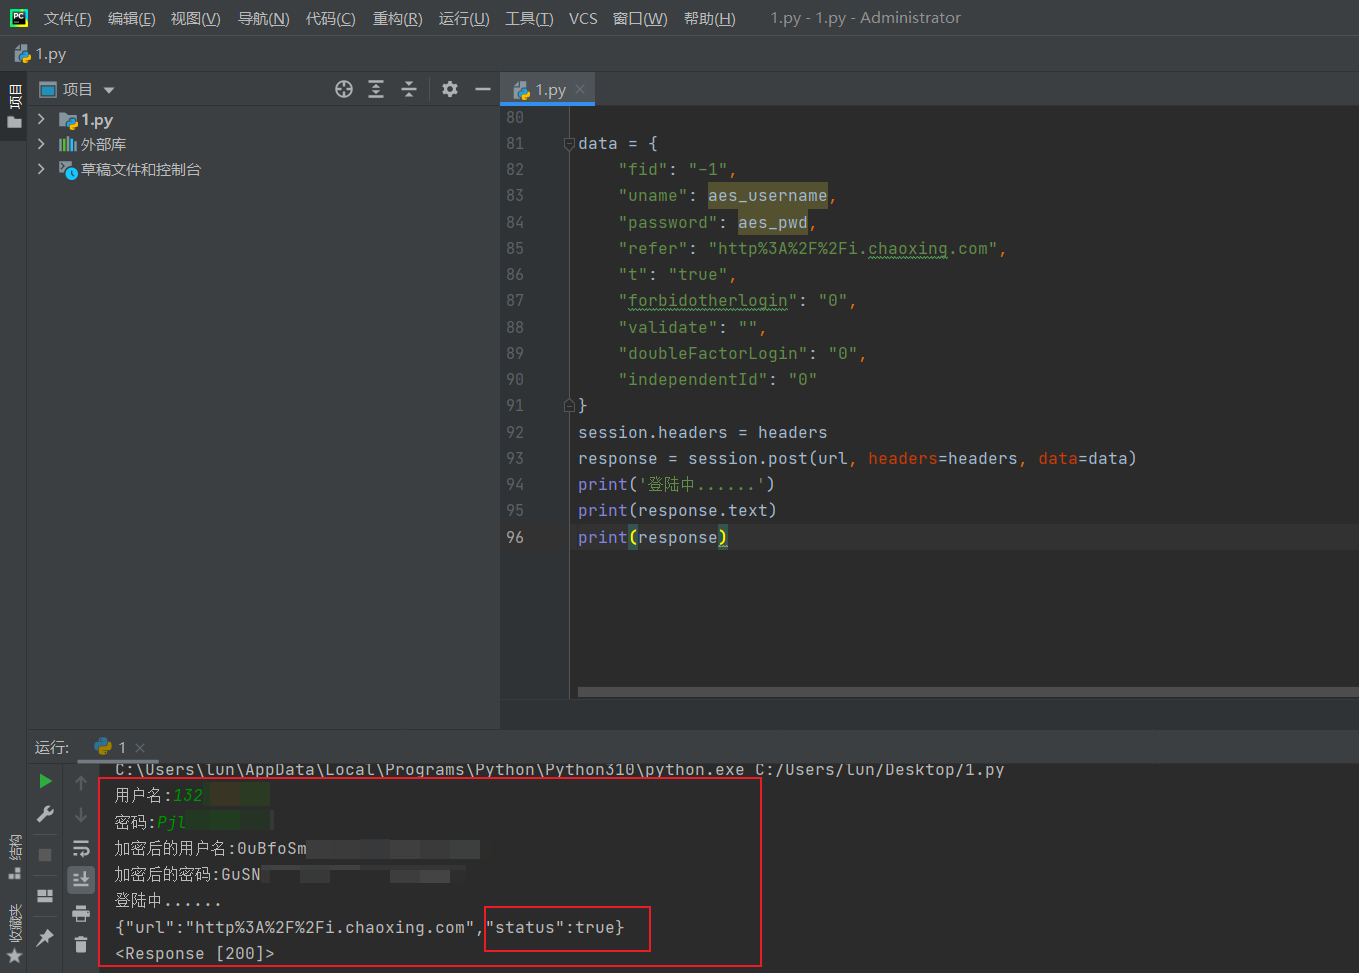 文件(F) 编辑(E) 视图(V) 导航(N) 代码(C) 重构(R) 运行(U) 工具(T) VCS 窗口(W) 帮助(H) 1.py - 1.py - Administrator
1.py
项目
项目
1.py
1.py
外部库
草稿文件和控制台
80
81 data = {
82 "fid": "-1",
83 "uname": aes_username,
84 "password": aes_pwd,
85 "refer": "http%3A%2F%2Fi.chaoxing.com",
86 "t": "true",
87 "forbidotherlogin": "0",
88 "validate": "",
89 "doubleFactorLogin": "0",
90 "independentId": "0"
91 }
92 session.headers = headers
93 response = session.post(url, headers=headers, data=data)
94 print('登陆中......')
95 print(response.text)
96 print(response)
运行: 1
C:\Users\lun\AppData\Local\Programs\Python\Python310\python.exe C:/Users/lun/Desktop/1.py
用户名:132
密码:Pjl
加密后的用户名:0uBfoSm
加密后的密码:GuSN
登陆中......
{"url":"http%3A%2F%2Fi.chaoxing.com","status":true}
<Response [200]>
结构
收藏夹